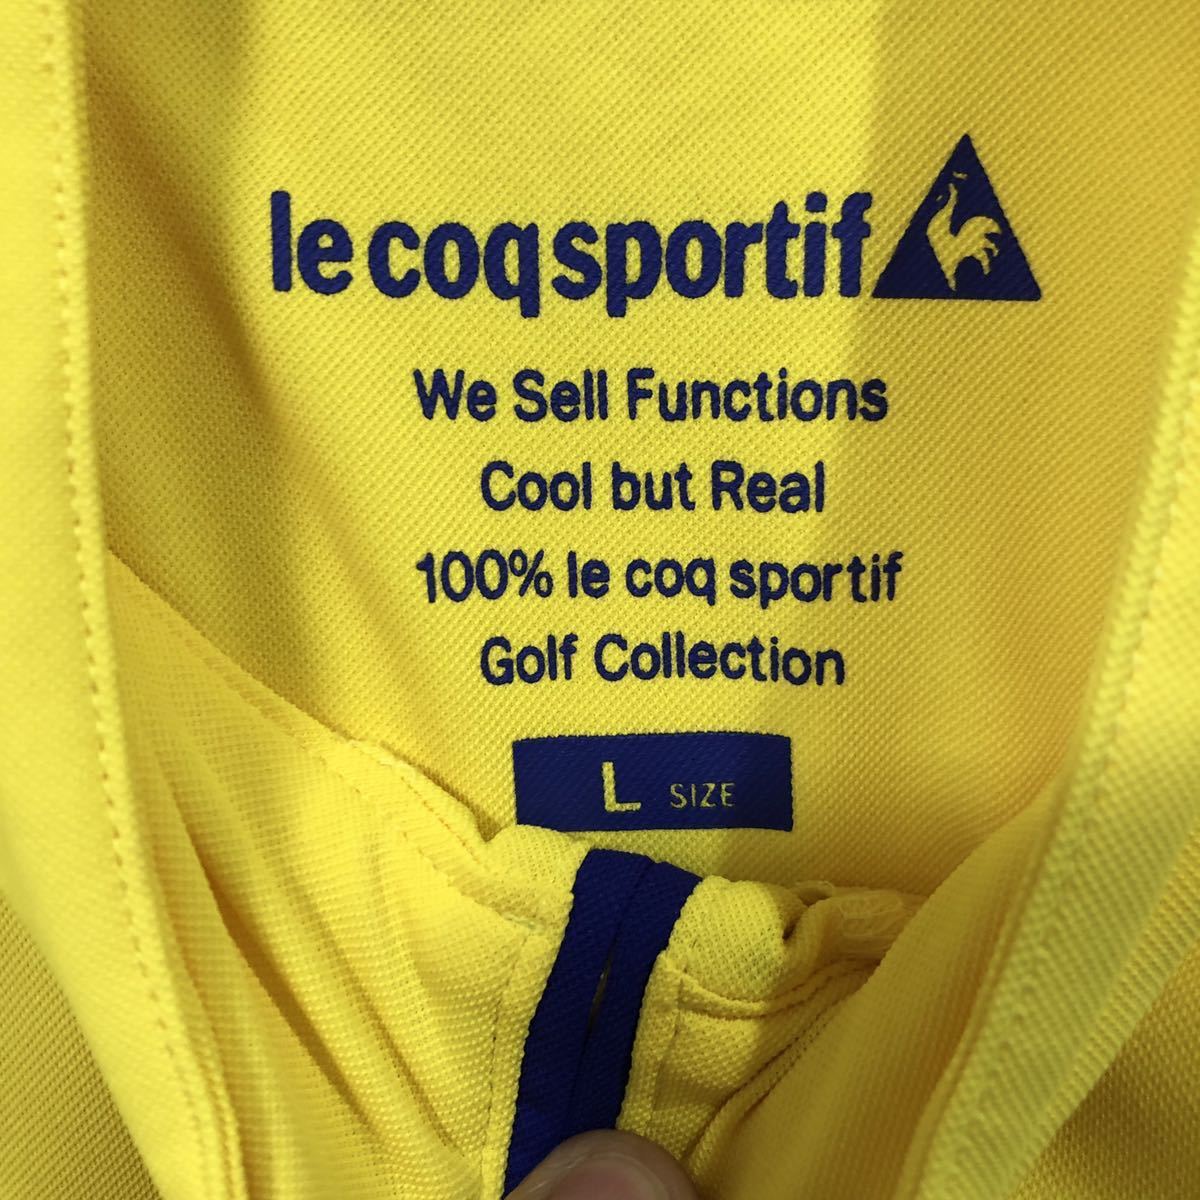 le coq sportif
We Sell Functions
Cool but Real
100% le coq sportif
Golf Collection
L SIZE